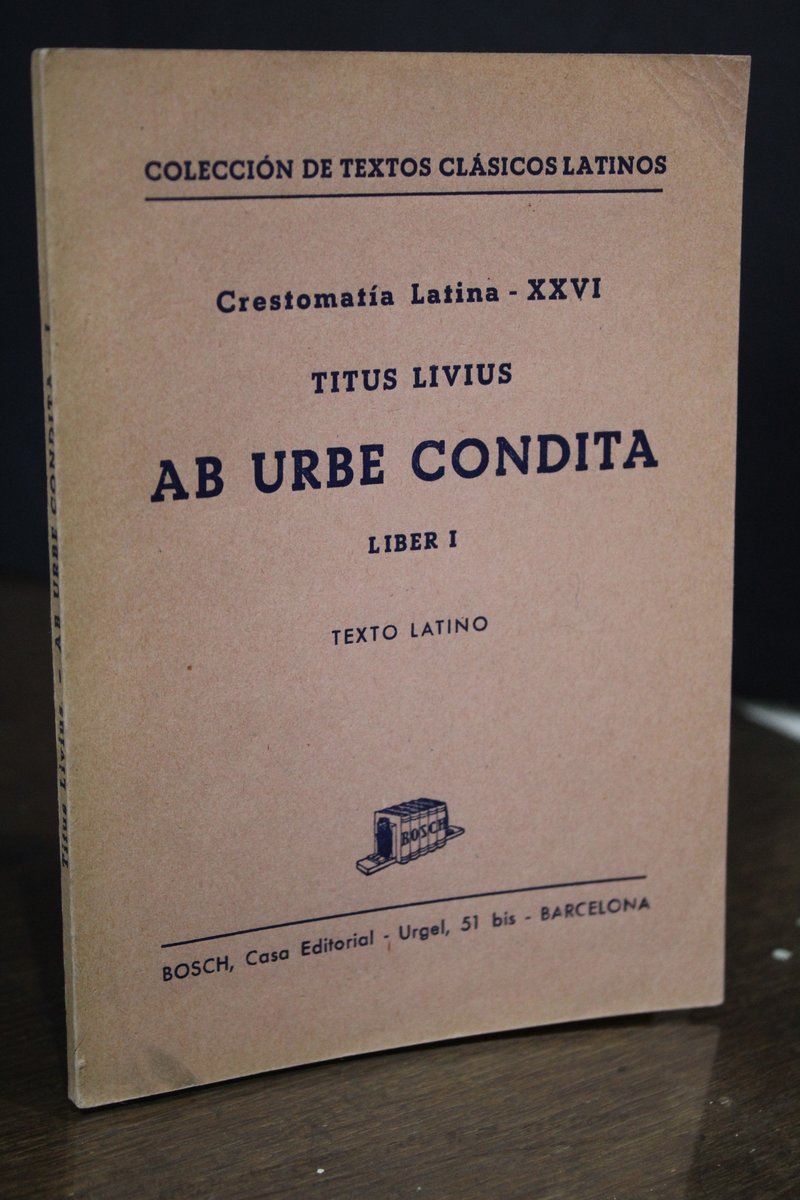 COLECCIÓN DE TEXTOS CLÁSICOS LATINOS
Crestomatía Latina - XXVI
TITUS LIVIUS
AB URBE CONDITA
LIBER I
TEXTO LATINO
BOSCH
BOSCH, Casa Editorial - Urgel, 51 bis - BARCELONA
Titus Livius - AB URBE CONDITA I